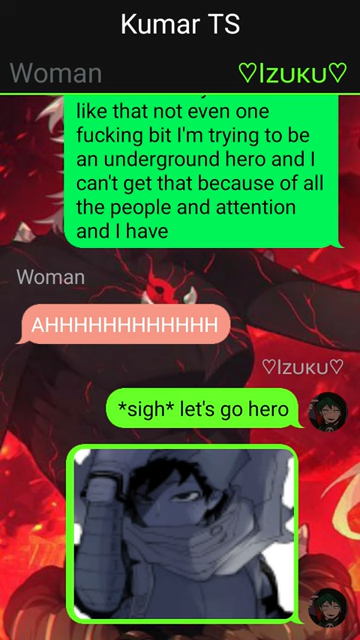 Kumar TS
Woman
♡Izuku♡
like that not even one
fucking bit I'm trying to be
an underground hero and I
can't get that because of all
the people and attention
and I have
Woman
AHHHHHHHHHHHHH
♡Izuku♡
*sigh* let's go hero